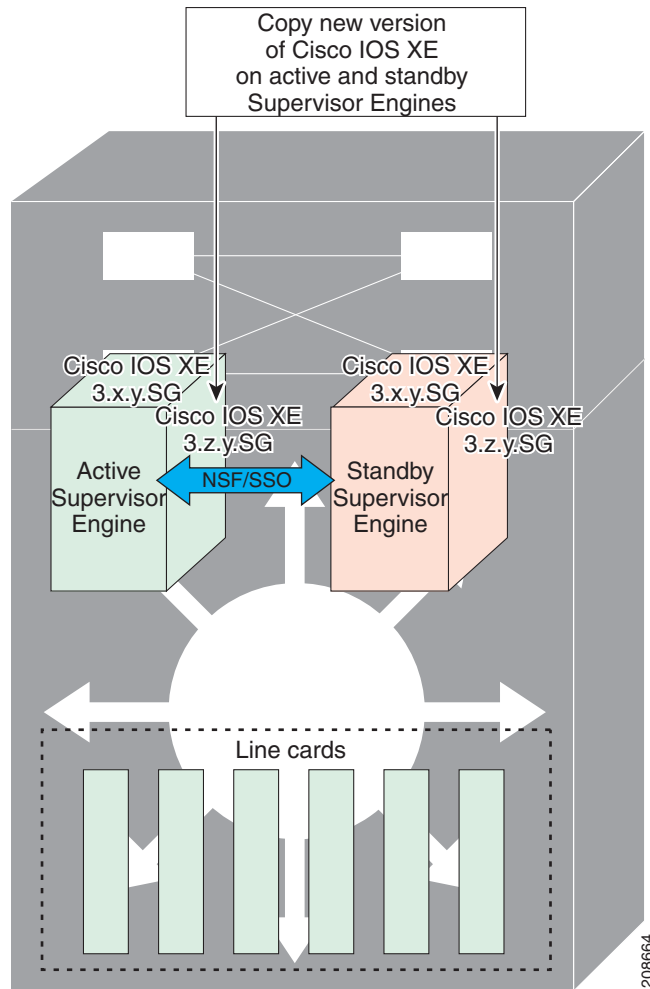 Copy new version
of Cisco IOS XE
on active and standby
Supervisor Engines
Cisco IOS XE
3.x.y.SG
Cisco IOS XE
3.z.y.SG
Cisco IOS XE
3.x.y.SG
Cisco IOS XE
3.z.y.SG
Active
Supervisor
Engine
NSF/SSO
Standby
Supervisor
Engine
Line cards
208664